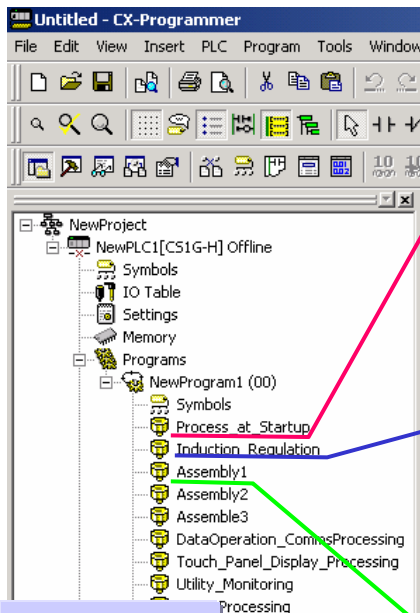 Untitled - CX-Programmer
File Edit View Insert PLC Program Tools Window
NewProject
NewPLC1[CS1G-H] Offline
Symbols
IO Table
Settings
Memory
Programs
NewProgram1 (00)
Symbols
Process_at_Startup
Induction_Regulation
Assembly1
Assembly2
Assemble3
DataOperation_CommsProcessing
Touch_Panel_Display_Processing
Utility_Monitoring
Processing